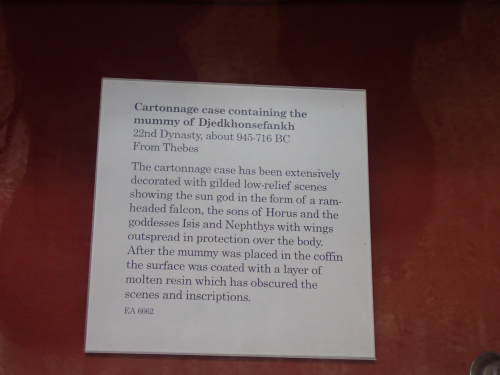 Cartonnage case containing the
mummy of Djedkhonsefankh
22nd Dynasty, about 945-716 BC
From Thebes
The cartonnage case has been extensively
decorated with gilded low-relief scenes
showing the sun god in the form of a ram-
headed falcon, the sons of Horus and the
goddesses Isis and Nephthys with wings
outspread in protection over the body.
After the mummy was placed in the coffin
the surface was coated with a layer of
molten resin which has obscured the
scenes and inscriptions.
EA 6662